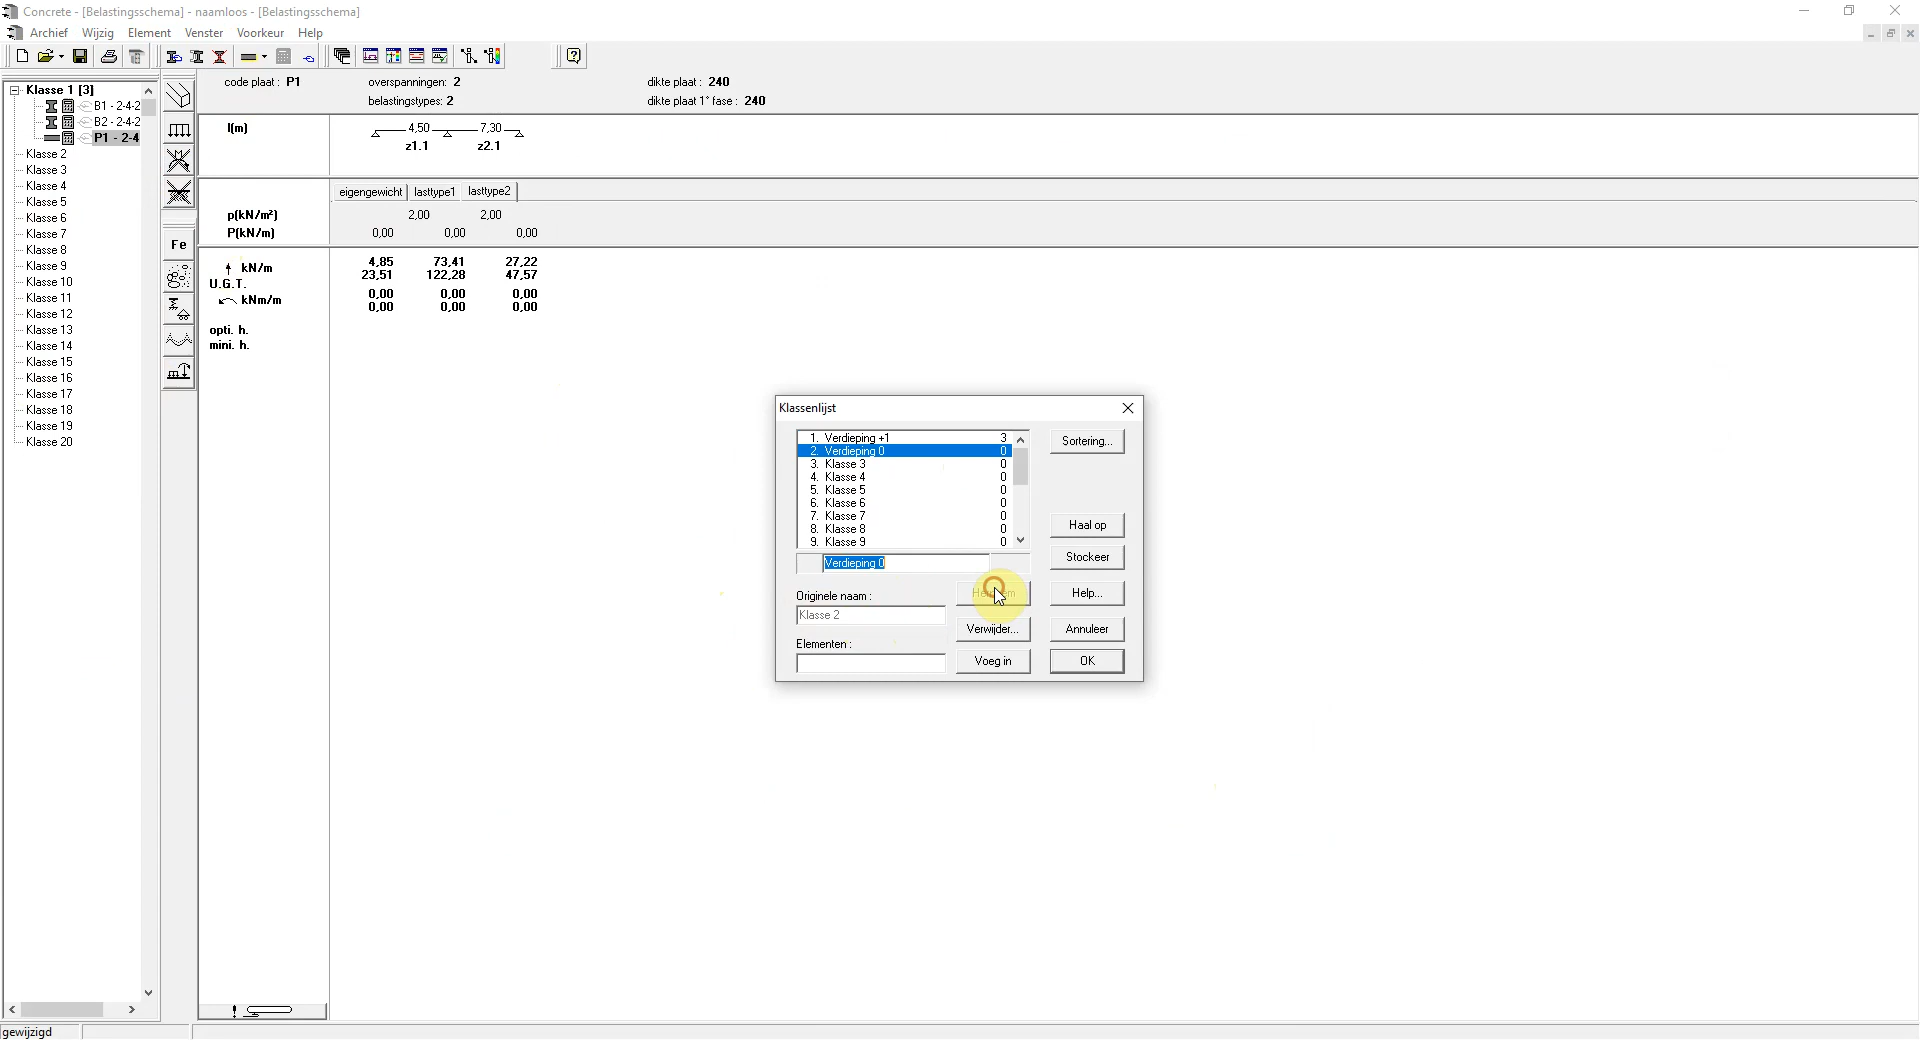 Concrete - [Belastingsschema] - naamloos - [Belastingsschema]
Archief Wijzig Element Venster Voorkeur Help
code plaat : P1 overspanningen: 2 dikte plaat : 240
belastingstypes: 2 dikte plaat 1° fase : 240
Klasse 1 [3]
B1 - 2-4-2
B2 - 2-4-2
P1 - 2-4
Klasse 2
Klasse 3
Klasse 4
Klasse 5
Klasse 6
Klasse 7
Klasse 8
Klasse 9
Klasse 10
Klasse 11
Klasse 12
Klasse 13
Klasse 14
Klasse 15
Klasse 16
Klasse 17
Klasse 18
Klasse 19
Klasse 20
Fe
l(m) 4,50 7,30
z1.1 z2.1
eigengewicht lasttype1 lasttype2
p(kN/m²) 2,00 2,00
P(kN/m) 0,00 0,00 0,00
kN/m 4,85 73,41 27,22
23,51 122,28 47,57
U.G.T.
kNm/m 0,00 0,00 0,00
0,00 0,00 0,00
opti. h.
mini. h.
Klassenlijst
1. Verdieping +1 3
2. Verdieping 0 0
3. Klasse 3 0
4. Klasse 4 0
5. Klasse 5 0
6. Klasse 6 0
7. Klasse 7 0
8. Klasse 8 0
9. Klasse 9 0
Verdieping 0
Originele naam :
Klasse 2
Elementen :
Verwijder...
Voeg in
Sortering...
Haal op
Stockeer
Help...
Annuleer
OK
gewijzigd